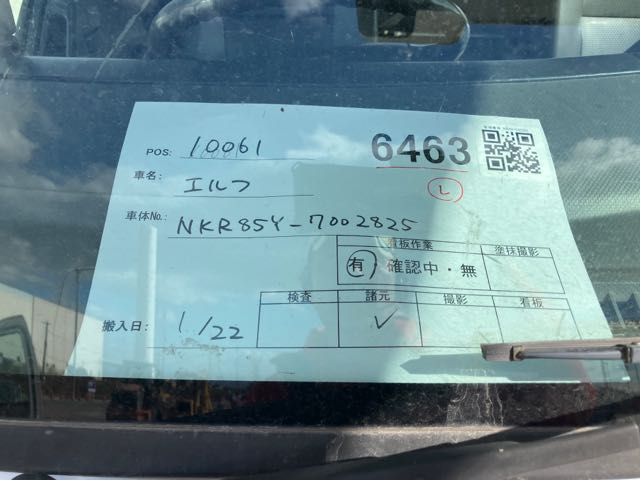 POS: 10061 6463
車名: エルフ L
車体No.: NKR85Y-7002825
看板作業 塗抹撮影
有・確認中・無
検査 諸元 撮影 看板
搬入日: 1/22 ✓